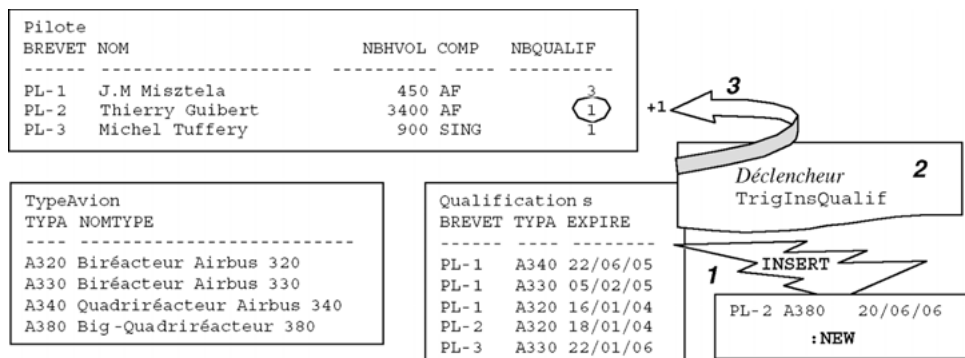 Pilote
BREVET NOM NBHVOL COMP NBQUALIF
------ -------------------- ---------- ---- ----------
PL-1 J.M Misztela 450 AF 3
PL-2 Thierry Guibert 3400 AF 1
PL-3 Michel Tuffery 900 SING 1
+1
3
Déclencheur 2
TrigInsQualif
TypeAvion
TYPA NOMTYPE
---- ---------------------------
A320 Biréacteur Airbus 320
A330 Biréacteur Airbus 330
A340 Quadriréacteur Airbus 340
A380 Big-Quadriréacteur 380
Qualification s
BREVET TYPA EXPIRE
------ ---- --------
PL-1 A340 22/06/05
PL-1 A330 05/02/05
PL-1 A320 16/01/04
PL-2 A320 18/01/04
PL-3 A330 22/01/06
1
INSERT
PL-2 A380 20/06/06
:NEW